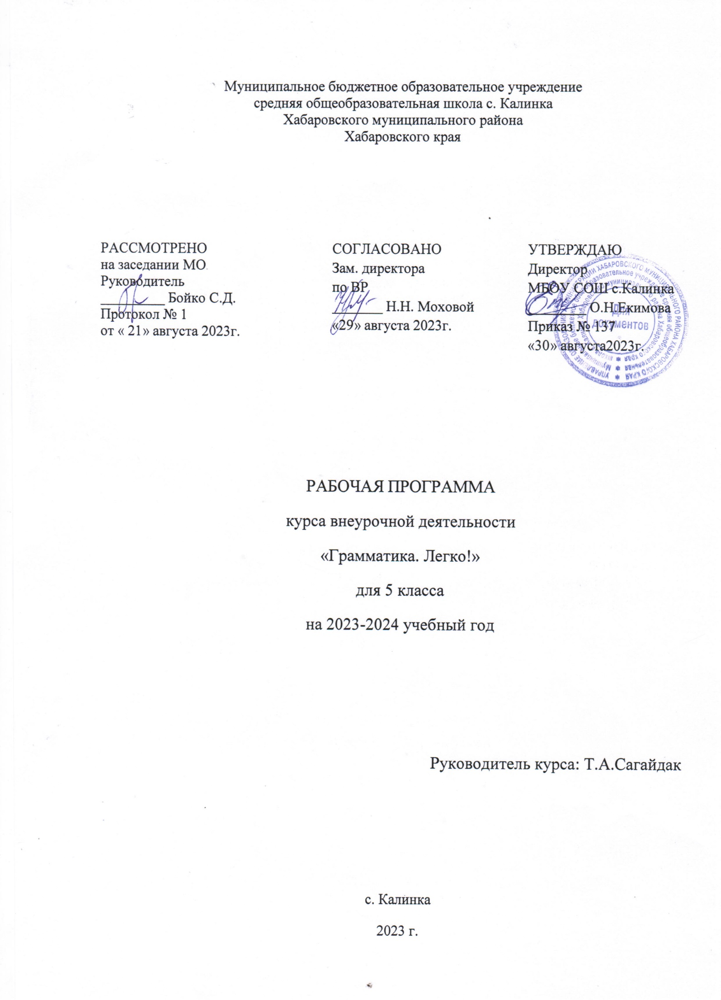 Муниципальное бюджетное образовательное учреждение
средняя общеобразовательная школа с. Калинка
Хабаровского муниципального района
Хабаровского края
РАССМОТРЕНО
на заседании МО
Руководитель
_________ Бойко С.Д.
Протокол № 1
от « 21» августа 2023г.
СОГЛАСОВАНО
Зам. директора
по ВР
_______ Н.Н. Моховой
«29» августа 2023г.
УТВЕРЖДАЮ
Директор
МБОУ СОШ с.Калинка
________ О.Н.Екимова
Приказ № 137
«30» августа2023г.
Для
документов
РАБОЧАЯ ПРОГРАММА
курса внеурочной деятельности
«Грамматика. Легко!»
для 5 класса
на 2023-2024 учебный год
Руководитель курса: Т.А.Сагайдак
с. Калинка
2023 г.